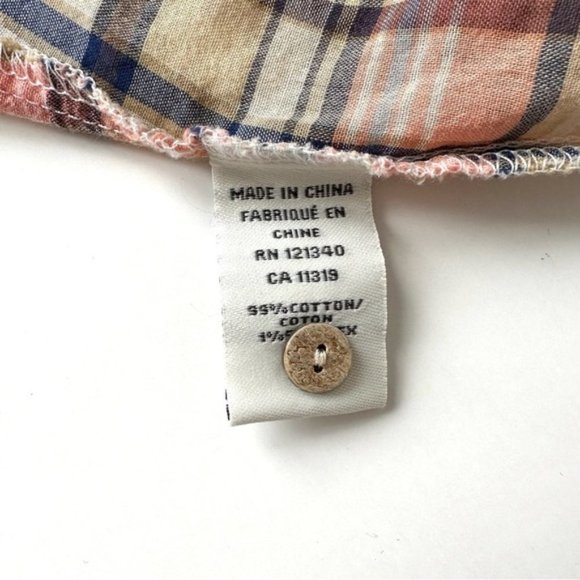 MADE IN CHINA
FABRIQUÉ EN
CHINE
RN 121340
CA 11319
99%COTTON/
COTON
1%